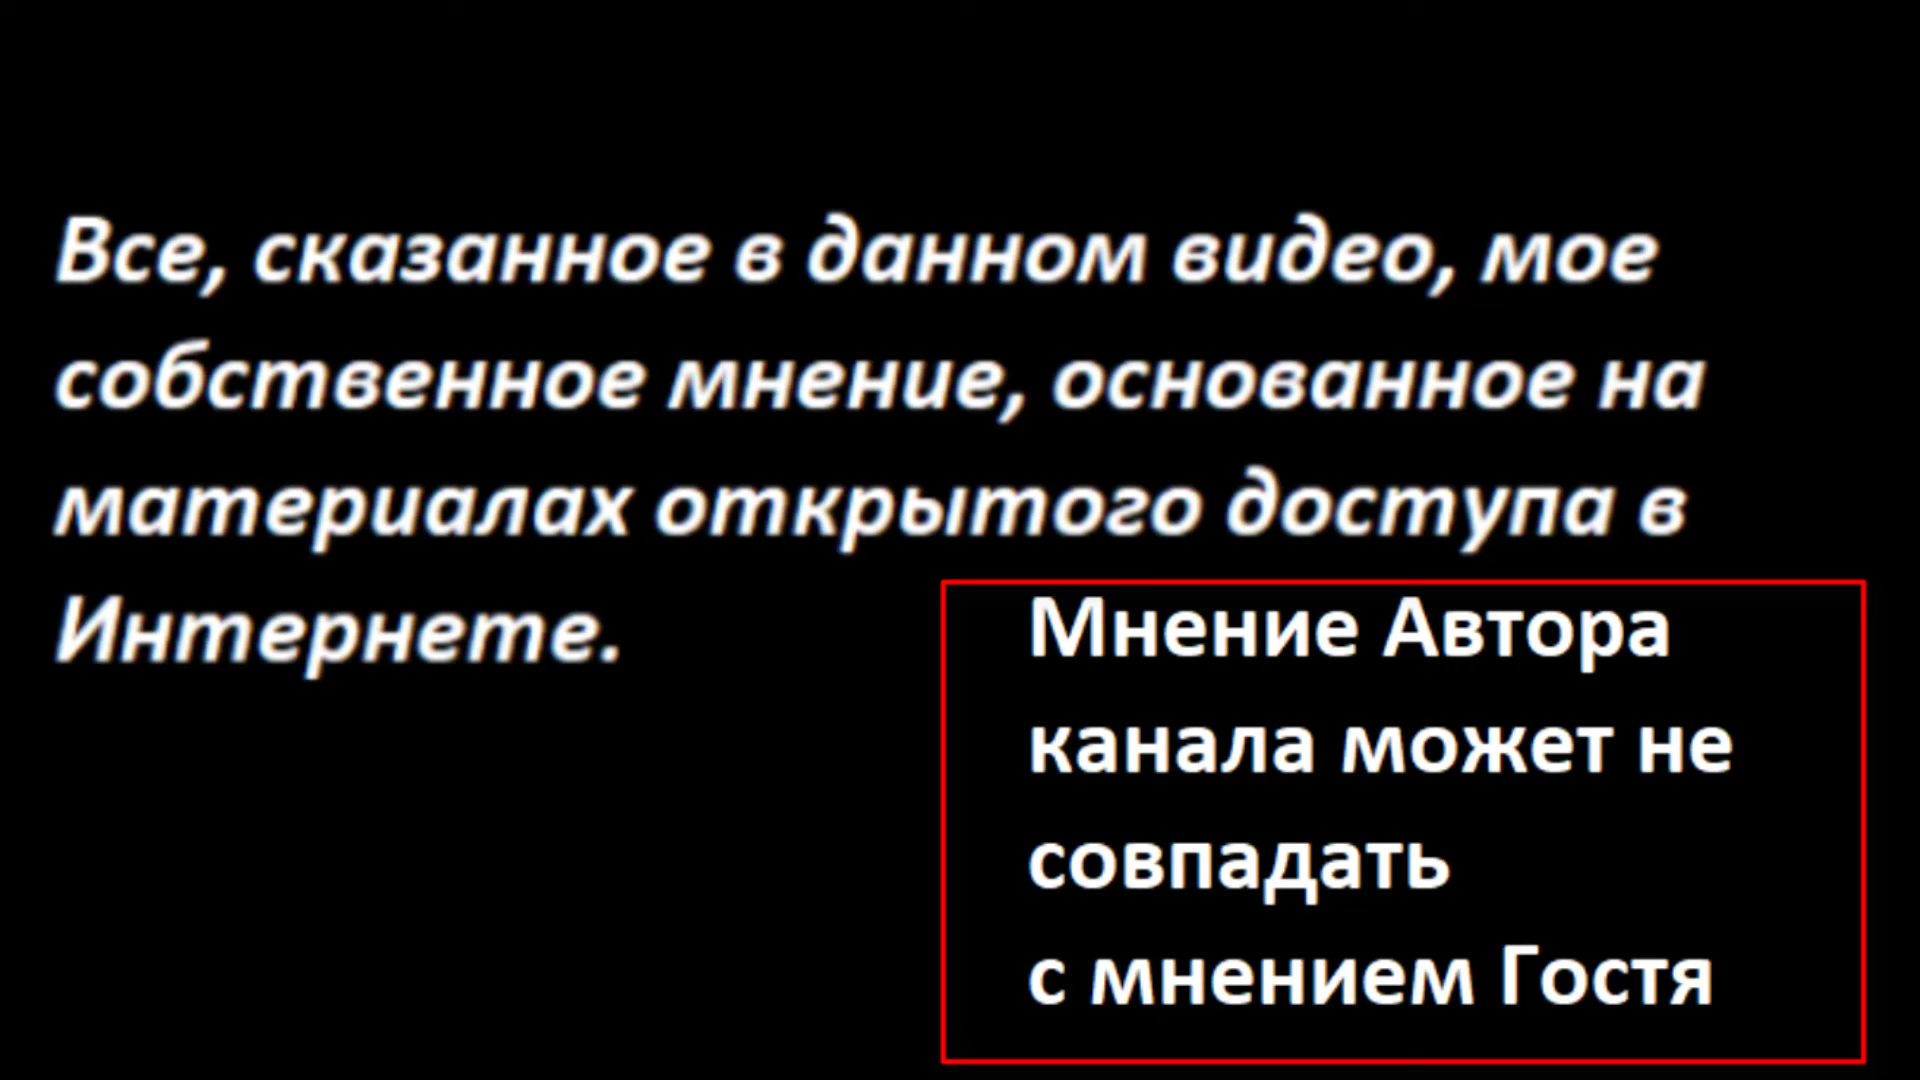 Все, сказанное в данном видео, мое
собственное мнение, основанное на
материалах открытого доступа в
Интернете.
Мнение Автора
канала может не
совпадать
с мнением Гостя